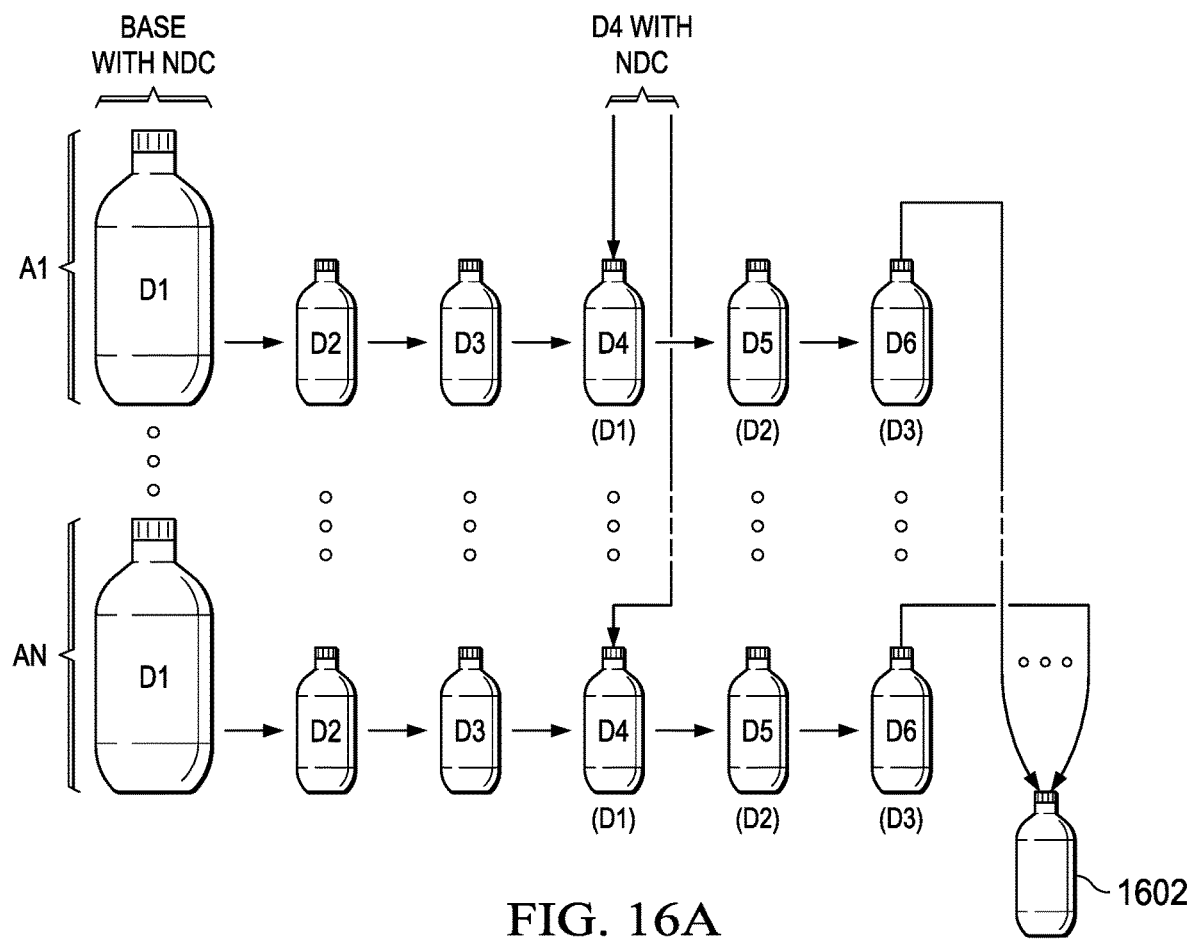 BASE
WITH NDC
D4 WITH
NDC
A1
D1
D2
D3
D4
D5
D6
(D1)
(D2)
(D3)
AN
D1
D2
D3
D4
D5
D6
(D1)
(D2)
(D3)
1602
FIG. 16A